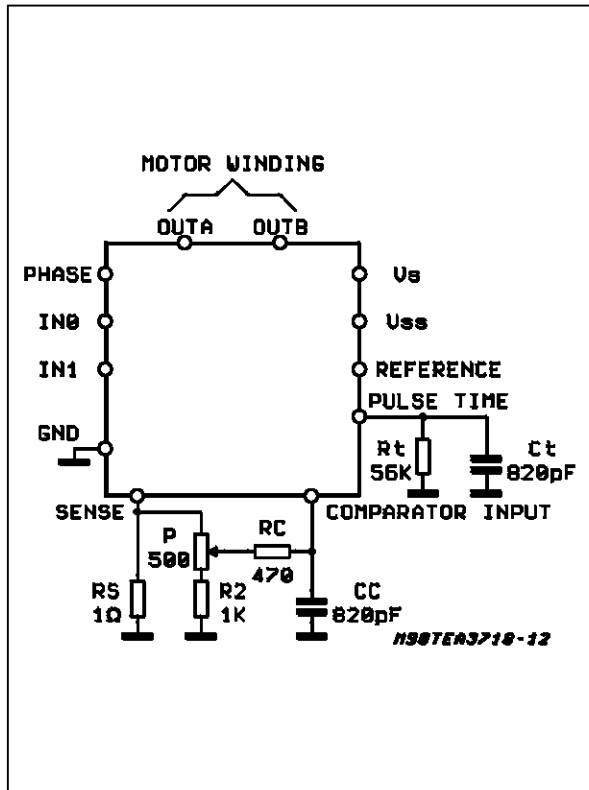 MOTOR WINDING
OUTA OUTB
PHASE Vs
IN0 Vss
IN1 REFERENCE
PULSE TIME
GND Rt Ct
56K 820pF
SENSE COMPARATOR INPUT
P RC
500 470
RS R2 CC
1Ω 1K 820pF
M98TEA3718-12